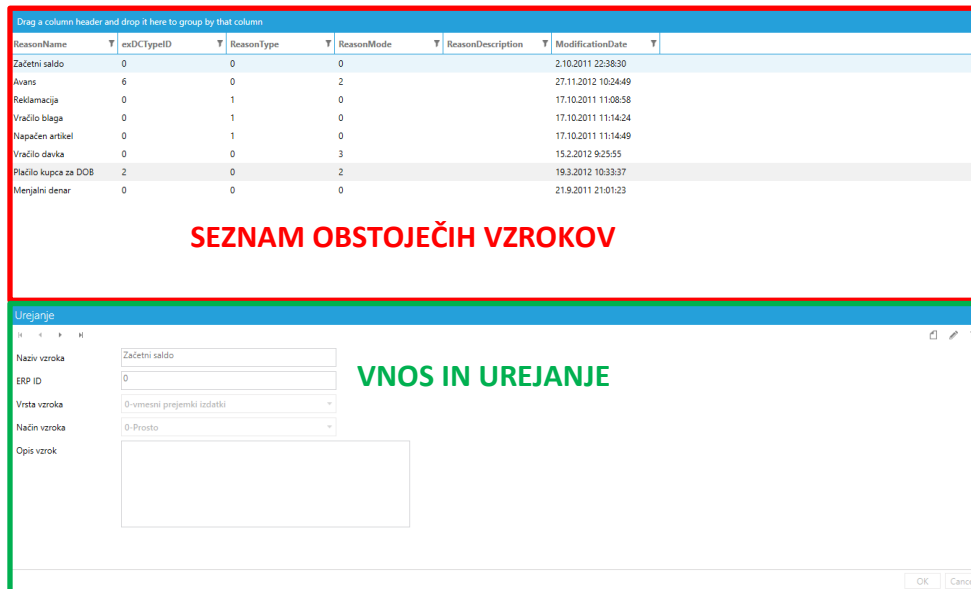 Drag a column header and drop it here to group by that column
ReasonName exDCTypeID ReasonType ReasonMode ReasonDescription ModificationDate
Začetni saldo 0 0 0 2.10.2011 22:38:30
Avans 6 0 2 27.11.2012 10:24:49
Reklamacija 0 1 0 17.10.2011 11:08:58
Vračilo blaga 0 1 0 17.10.2011 11:14:24
Napačen artikel 0 1 0 17.10.2011 11:14:49
Vračilo davka 0 0 3 15.2.2012 9:25:55
Plačilo kupca za DOB 2 0 2 19.3.2012 10:33:37
Menjalni denar 0 0 0 21.9.2011 21:01:23
SEZNAM OBSTOJEČIH VZROKOV
Urejanje
Naziv vzroka Začetni saldo
VNOS IN UREJANJE
ERP ID 0
Vrsta vzroka 0-vmesni prejemki izdatki
Način vzroka 0-Prosto
Opis vzrok
OK Cance